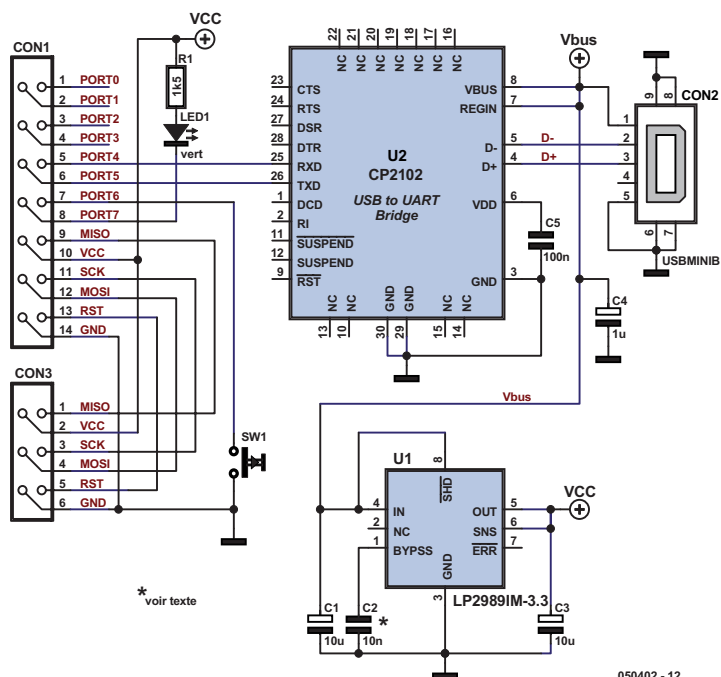 VCC
CON1
R1
1k5
LED1
vert
1 PORT0
2 PORT1
3 PORT2
4 PORT3
5 PORT4
6 PORT5
7 PORT6
8 PORT7
9 MISO
10 VCC
11 SCK
12 MOSI
13 RST
14 GND
CON3
1 MISO
2 VCC
3 SCK
4 MOSI
5 RST
6 GND
SW1
*voir texte
22 21 20 19 18 17 16
NC NC NC NC NC NC NC
23 CTS
24 RTS
27 DSR
28 DTR
25 RXD
26 TXD
1 DCD
2 RI
11 SUSPEND
12 SUSPEND
9 RST
U2
CP2102
USB to UART
Bridge
VBUS 8
REGIN 7
D- 5
D+ 4
VDD 6
GND 3
NC NC GND GND NC NC
13 10 30 29 15 14
Vbus
D-
D+
C5
100n
C4
1u
CON2
9 8
1
2
3
4
5
6 7
USBMINIB
Vbus
U1
8
SHD
4 IN
2 NC
1 BYPSS
OUT 5
SNS 6
ERR 7
GND
3
LP2989IM-3.3
VCC
C1
10u
C2
*
10n
C3
10u
050402 - 12